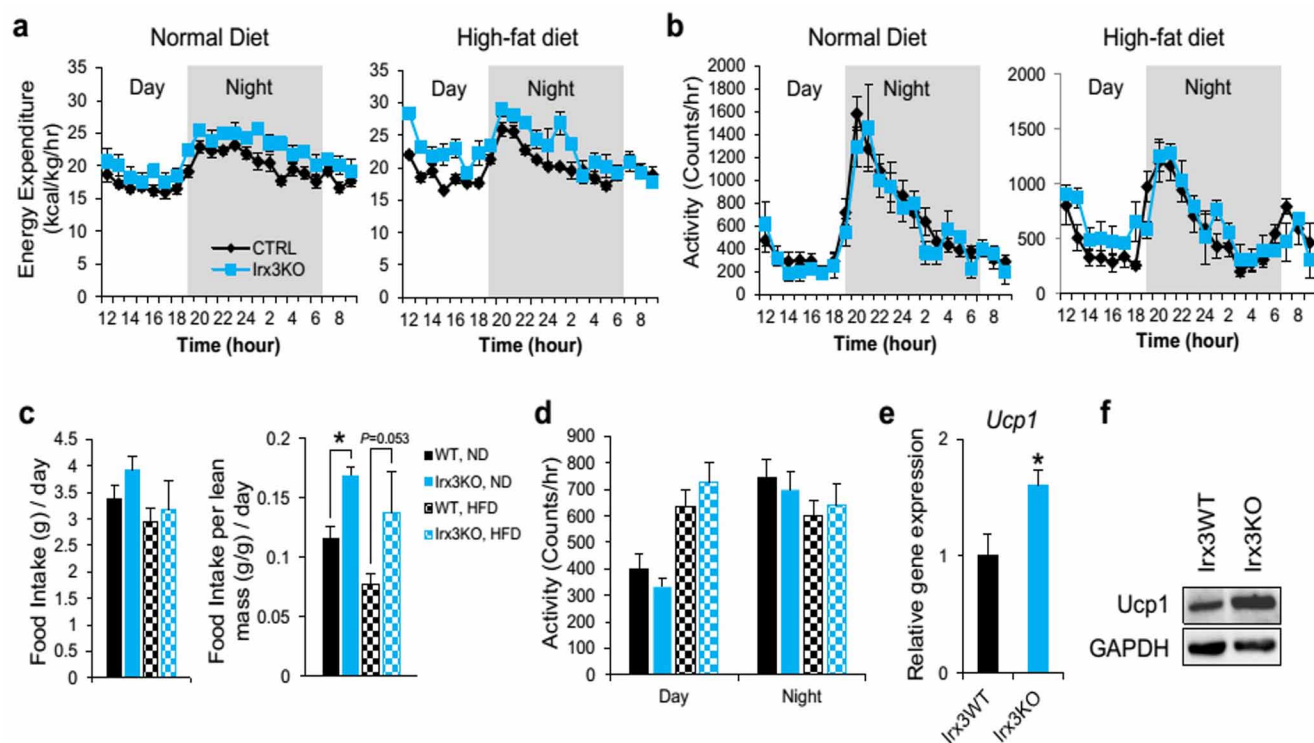 a
Normal Diet
High-fat diet
Energy Expenditure
(kcal/kg/hr)
35
30
25
20
15
10
5
0
Day
Night
CTRL
Irx3KO
12 14 16 18 20 22 24 2 4 6 8
Time (hour)
35
30
25
20
15
10
5
0
Day
Night
12 14 16 18 20 22 24 2 4 6 8
Time (hour)
b
Normal Diet
High-fat diet
Activity (Counts/hr)
2000
1800
1600
1400
1200
1000
800
600
400
200
0
Day
Night
12 14 16 18 20 22 24 2 4 6 8
Time (hour)
2000
1500
1000
500
0
Day
Night
12 14 16 18 20 22 24 2 4 6 8
Time (hour)
c
Food Intake (g) / day
4.5
4
3.5
3
2.5
2
1.5
1
0.5
0
Food Intake per lean
mass (g/g) / day
0.2
0.15
0.1
0.05
0
*
P=0.053
WT, ND
Irx3KO, ND
WT, HFD
Irx3KO, HFD
d
Activity (Counts/hr)
900
800
700
600
500
400
300
200
100
0
Day
Night
e
Ucp1
Relative gene expression
2
1
0
*
Irx3WT
Irx3KO
f
Irx3WT
Irx3KO
Ucp1
GAPDH